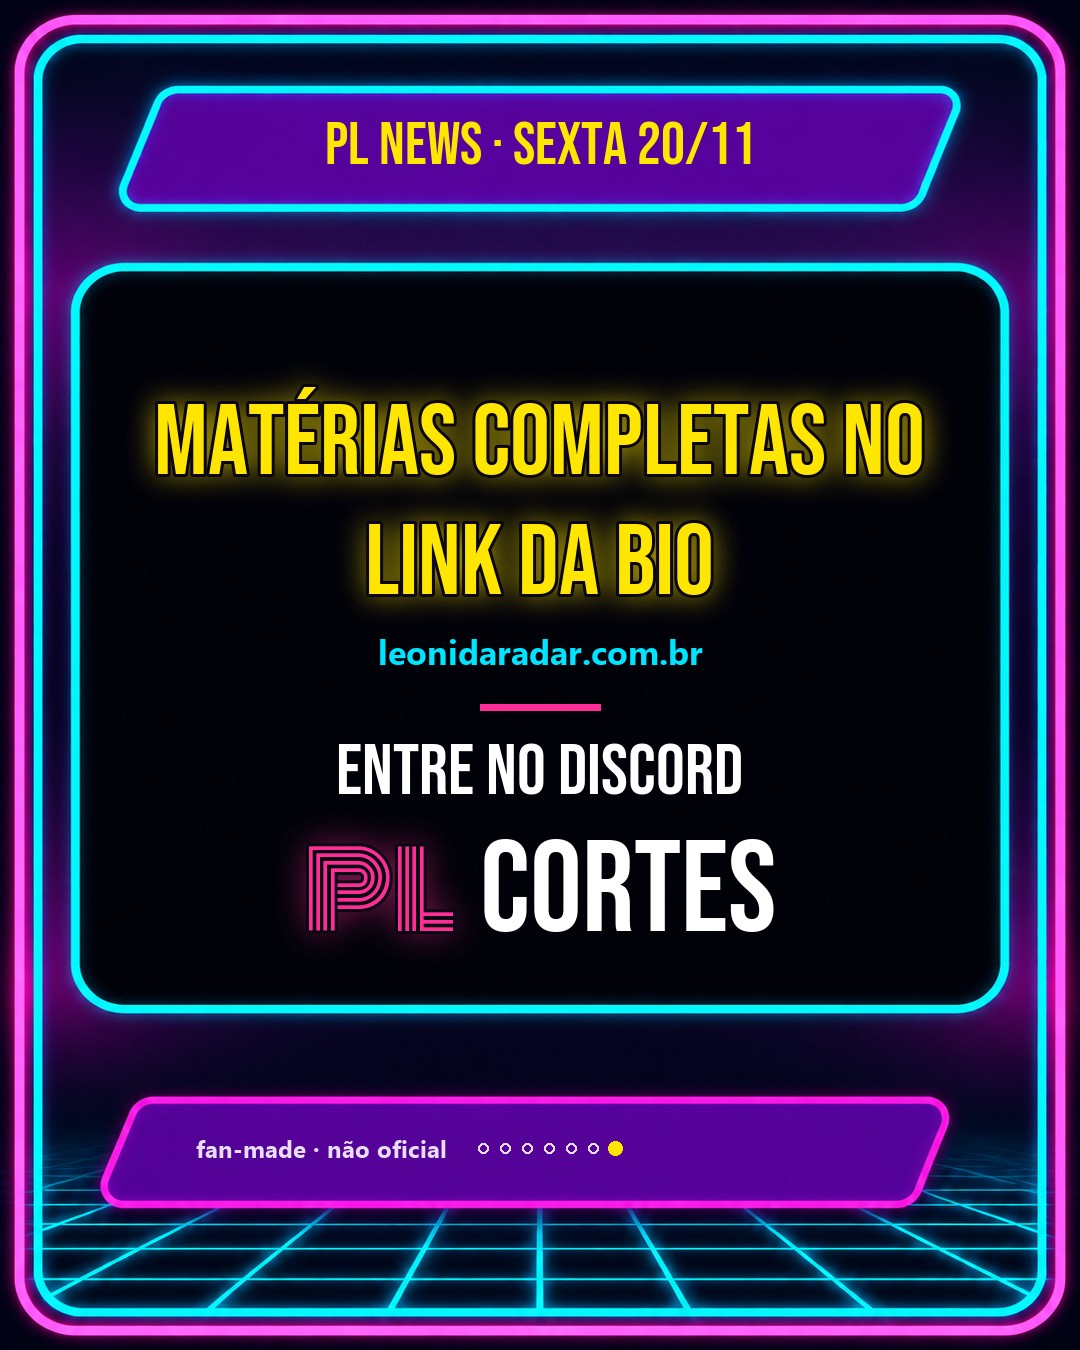 PL NEWS · SEXTA 20/11
MATÉRIAS COMPLETAS NO
LINK DA BIO
leonidaradar.com.br
ENTRE NO DISCORD
PL CORTES
fan-made · não oficial